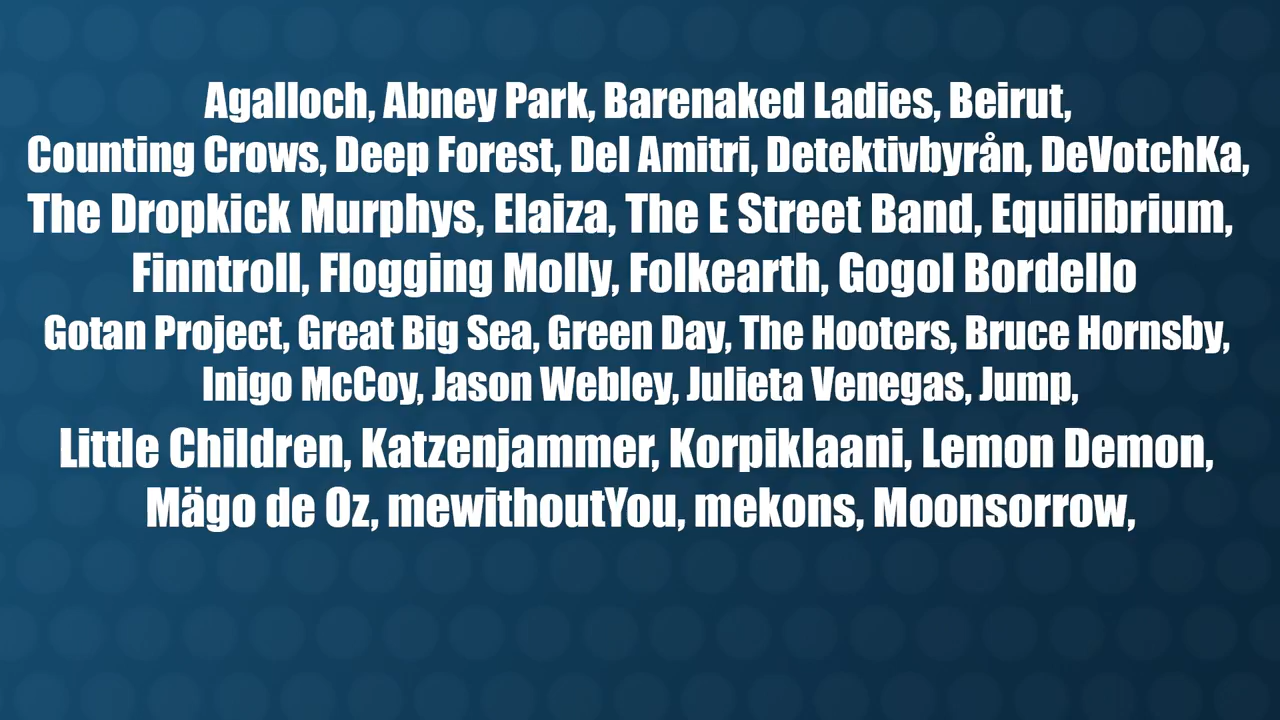 Agalloch, Abney Park, Barenaked Ladies, Beirut,
Counting Crows, Deep Forest, Del Amitri, Detektivbyrån, DeVotchKa,
The Dropkick Murphys, Elaiza, The E Street Band, Equilibrium,
Finntroll, Flogging Molly, Folkearth, Gogol Bordello
Gotan Project, Great Big Sea, Green Day, The Hooters, Bruce Hornsby,
Inigo McCoy, Jason Webley, Julieta Venegas, Jump,
Little Children, Katzenjammer, Korpiklaani, Lemon Demon,
Mägo de Oz, mewithoutYou, mekons, Moonsorrow,